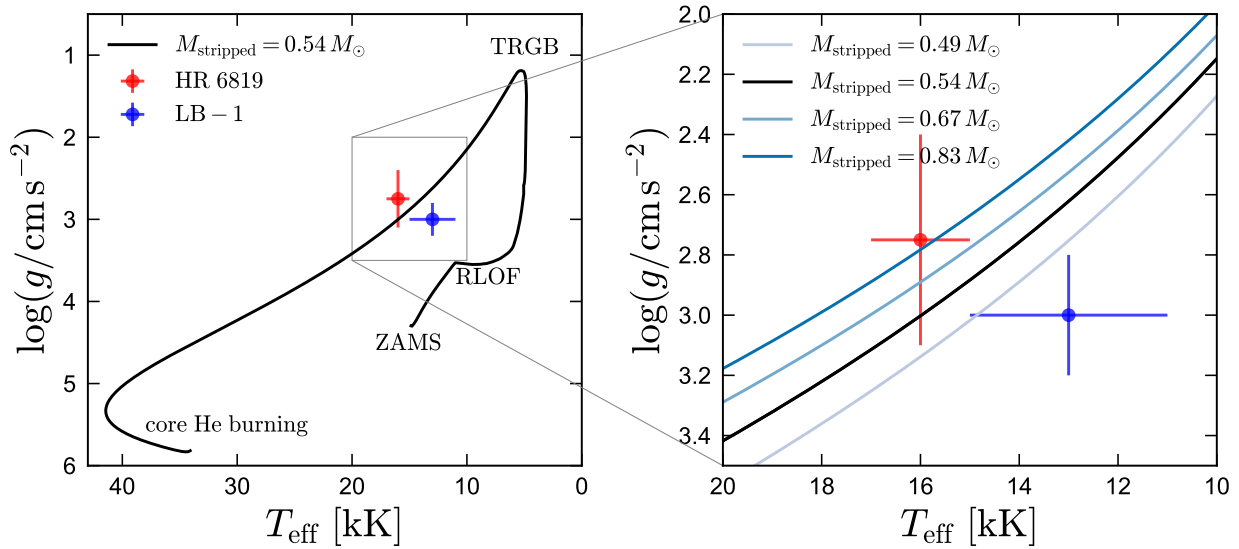 M_stripped = 0.54 M_⊙
HR 6819
LB − 1
TRGB
RLOF
ZAMS
core He burning
1
2
3
4
5
6
40
30
20
10
0
log(g/cm s⁻²)
T_eff [kK]
M_stripped = 0.49 M_⊙
M_stripped = 0.54 M_⊙
M_stripped = 0.67 M_⊙
M_stripped = 0.83 M_⊙
2.0
2.2
2.4
2.6
2.8
3.0
3.2
3.4
20
18
16
14
12
10
log(g/cm s⁻²)
T_eff [kK]